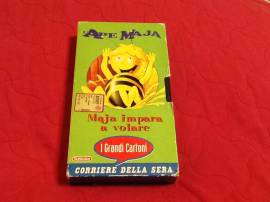 APE MAJA
Maja impara
a volare
I Grandi Cartoni
CORRIERE DELLA SERA